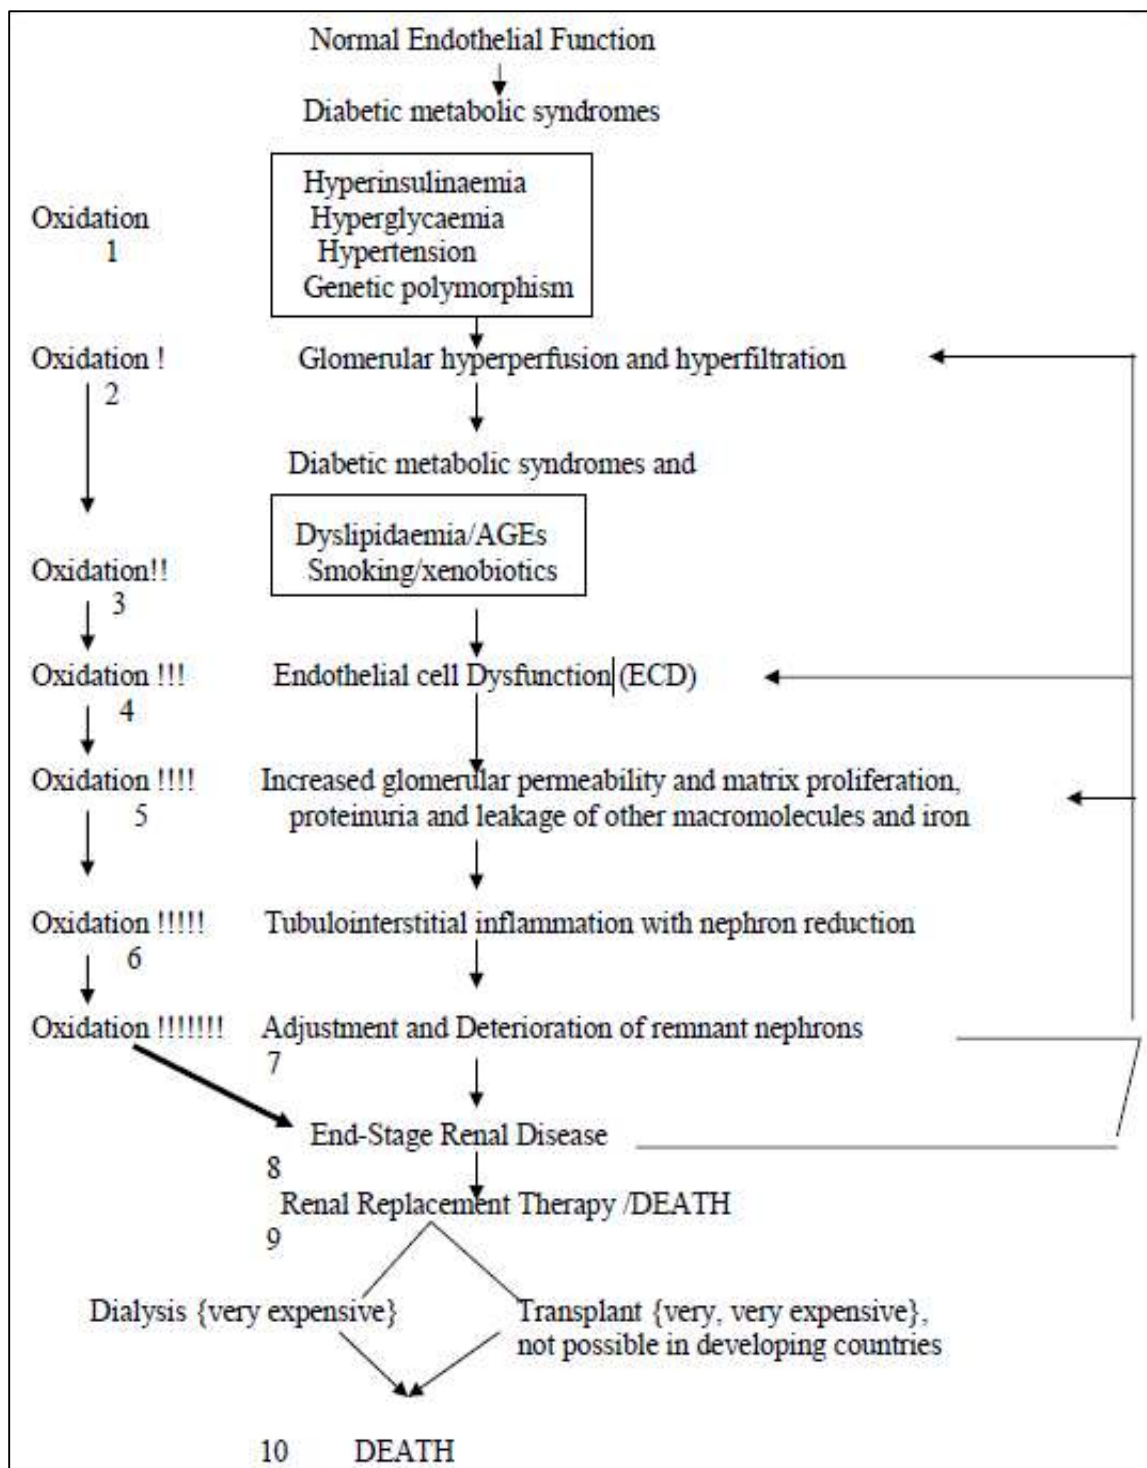 Normal Endothelial Function
Diabetic metabolic syndromes
Hyperinsulinaemia
Oxidation
Hyperglycaemia
1
Hypertension
Genetic polymorphism
Oxidation !
Glomerular hyperperfusion and hyperfiltration
2
Diabetic metabolic syndromes and
Dyslipidaemia/AGEs
Oxidation!!
Smoking/xenobiotics
3
Oxidation !!!
Endothelial cell Dysfunction (ECD)
4
Oxidation !!!!
Increased glomerular permeability and matrix proliferation,
5
proteinuria and leakage of other macromolecules and iron
Oxidation !!!!!
Tubulointerstitial inflammation with nephron reduction
6
Oxidation !!!!!!!
Adjustment and Deterioration of remnant nephrons
7
End-Stage Renal Disease
8
Renal Replacement Therapy /DEATH
9
Dialysis {very expensive}
Transplant {very, very expensive},
not possible in developing countries
10 DEATH